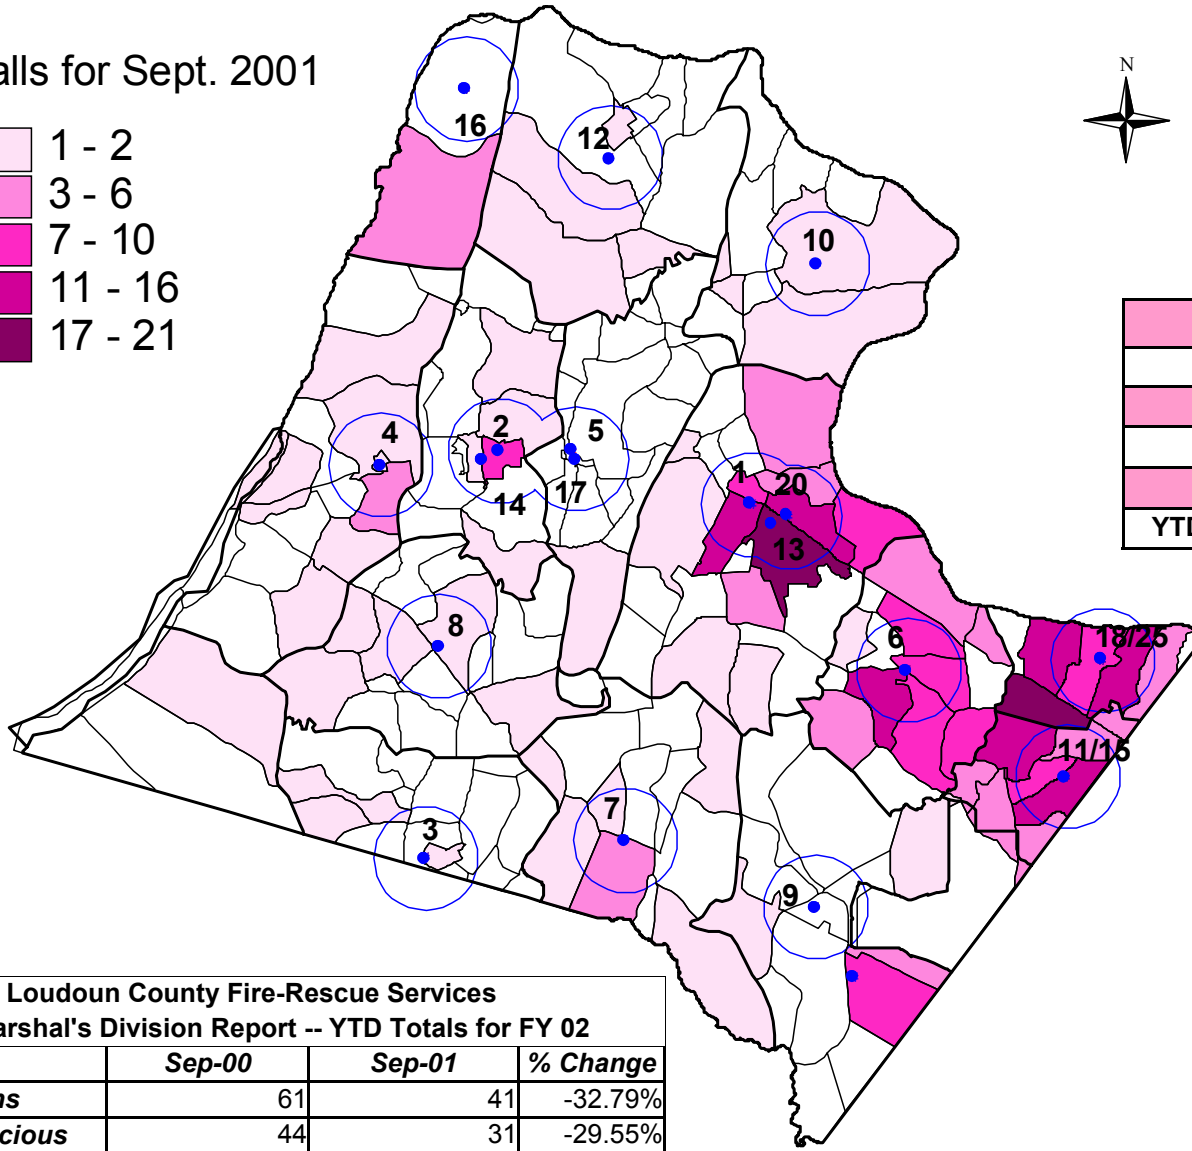 alls for Sept. 2001
1 - 2
3 - 6
7 - 10
11 - 16
17 - 21
N
16
12
10
4
2
5
14
17
1
20
13
8
6
18/25
11/15
7
3
9
YTD
Loudoun County Fire-Rescue Services
arshal's Division Report -- YTD Totals for FY 02
Sep-00 Sep-01 % Change
ns 61 41 -32.79%
cious 44 31 -29.55%